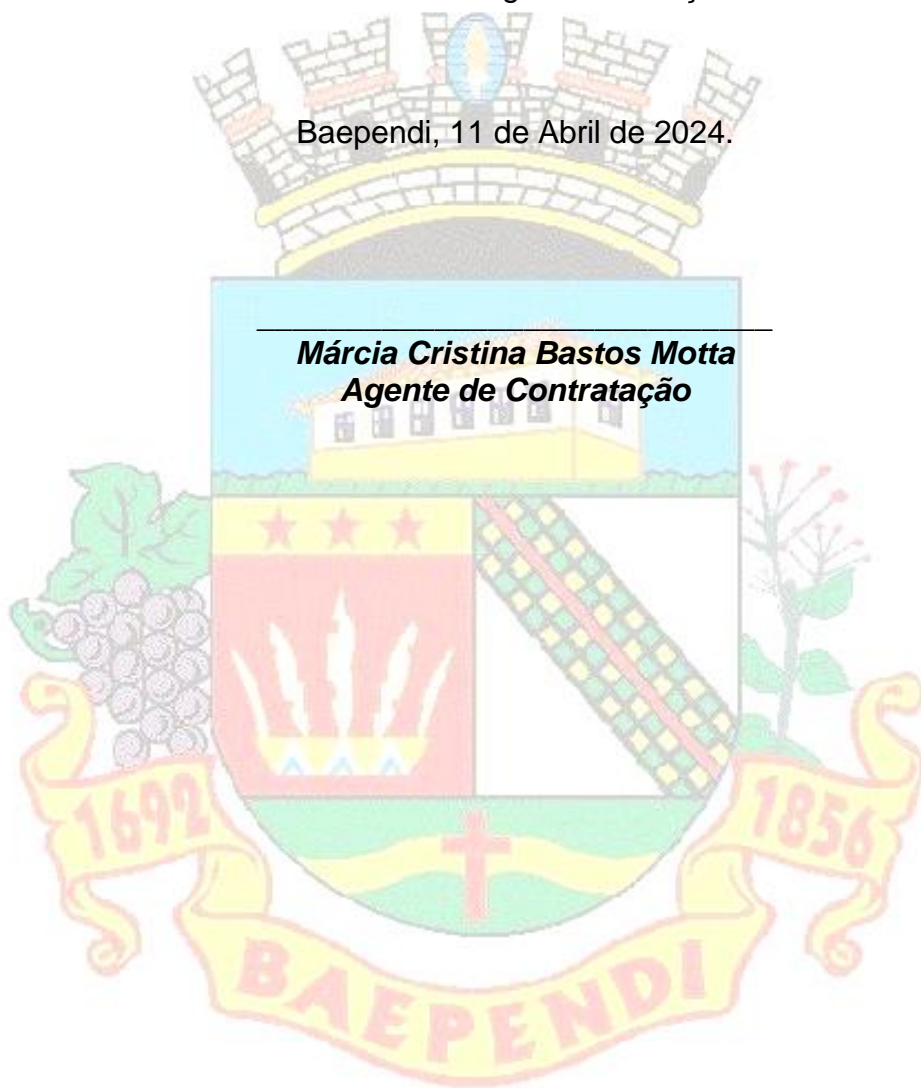 Baependi, 11 de Abril de 2024.
Márcia Cristina Bastos Motta
Agente de Contratação
1692
1856
BAEPENDI